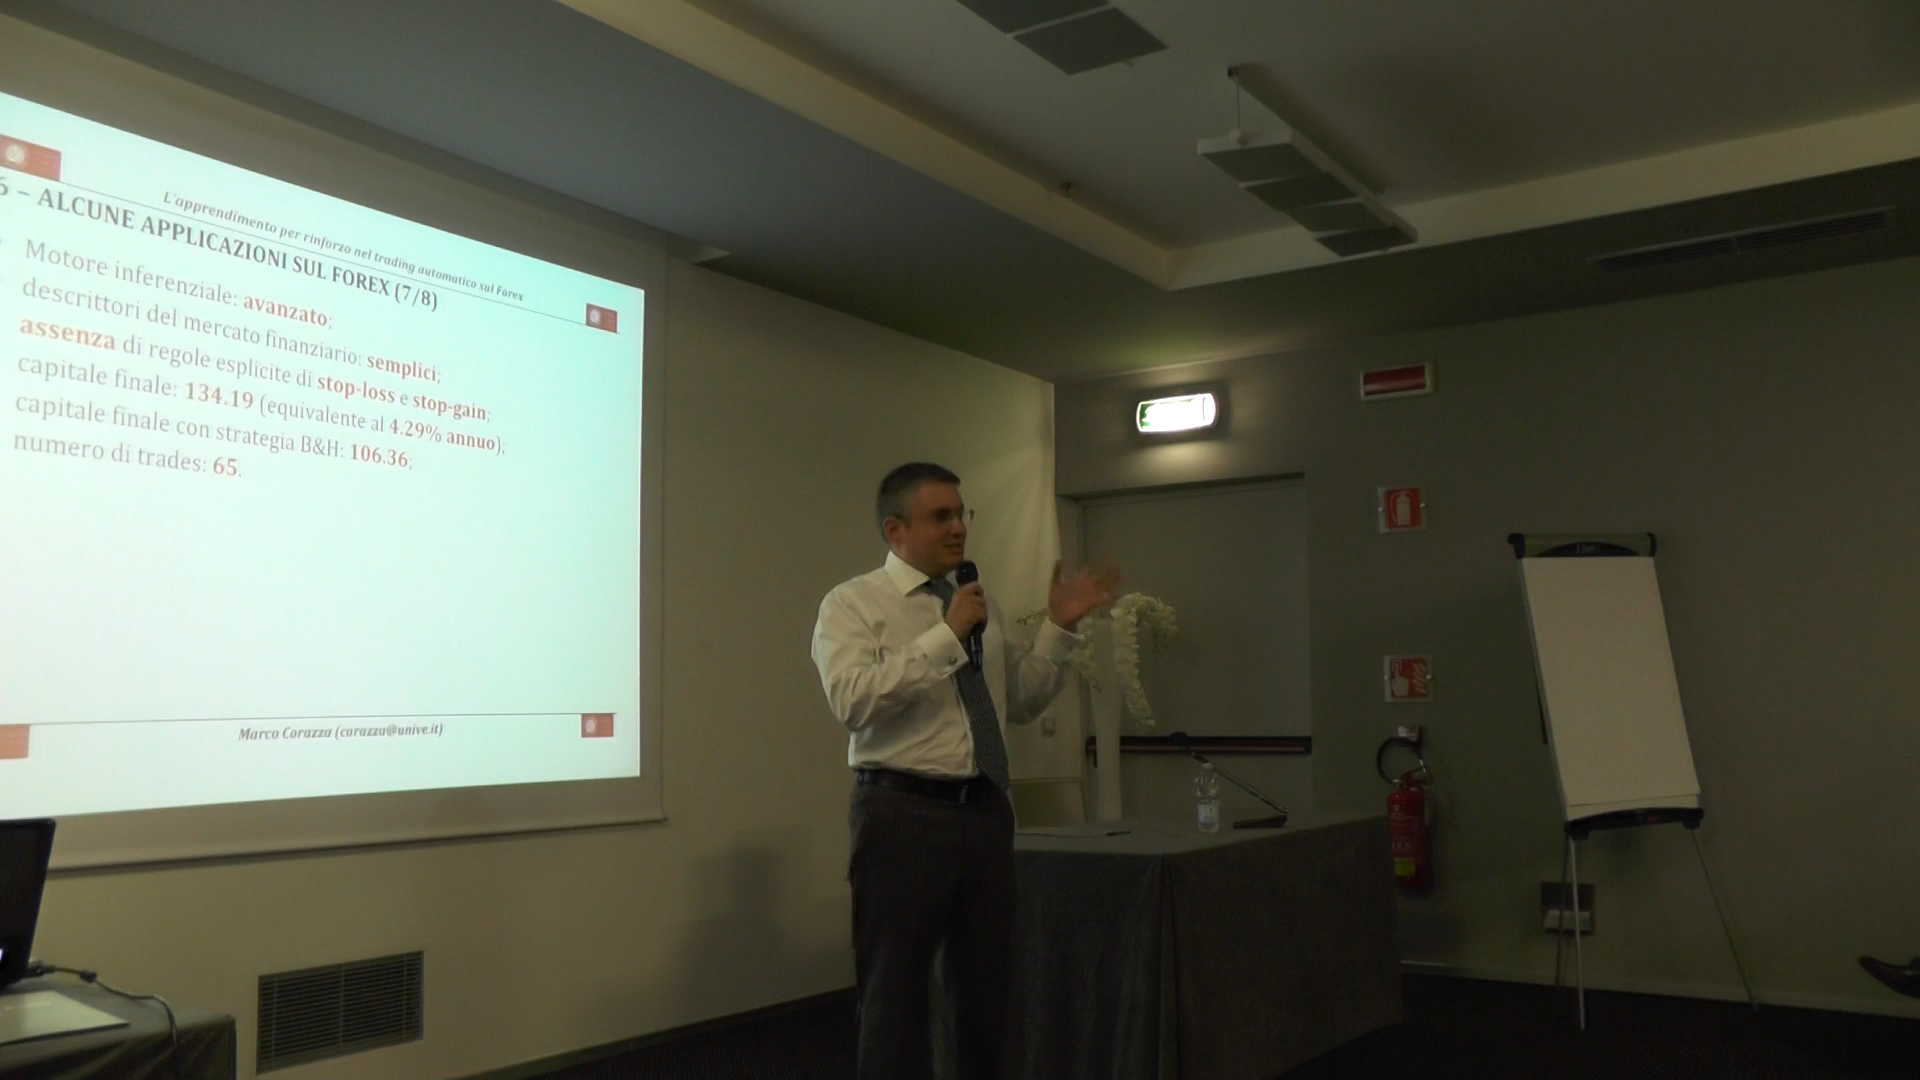 L'apprendimento per rinforzo nel trading automatico sul Forex
6 – ALCUNE APPLICAZIONI SUL FOREX (7/8)
Motore inferenziale: avanzato;
descrittori del mercato finanziario: semplici;
assenza di regole esplicite di stop-loss e stop-gain;
capitale finale: 134.19 (equivalente al 4.29% annuo);
capitale finale con strategia B&H: 106.36;
numero di trades: 65.
Marco Corazza (corazza@unive.it)